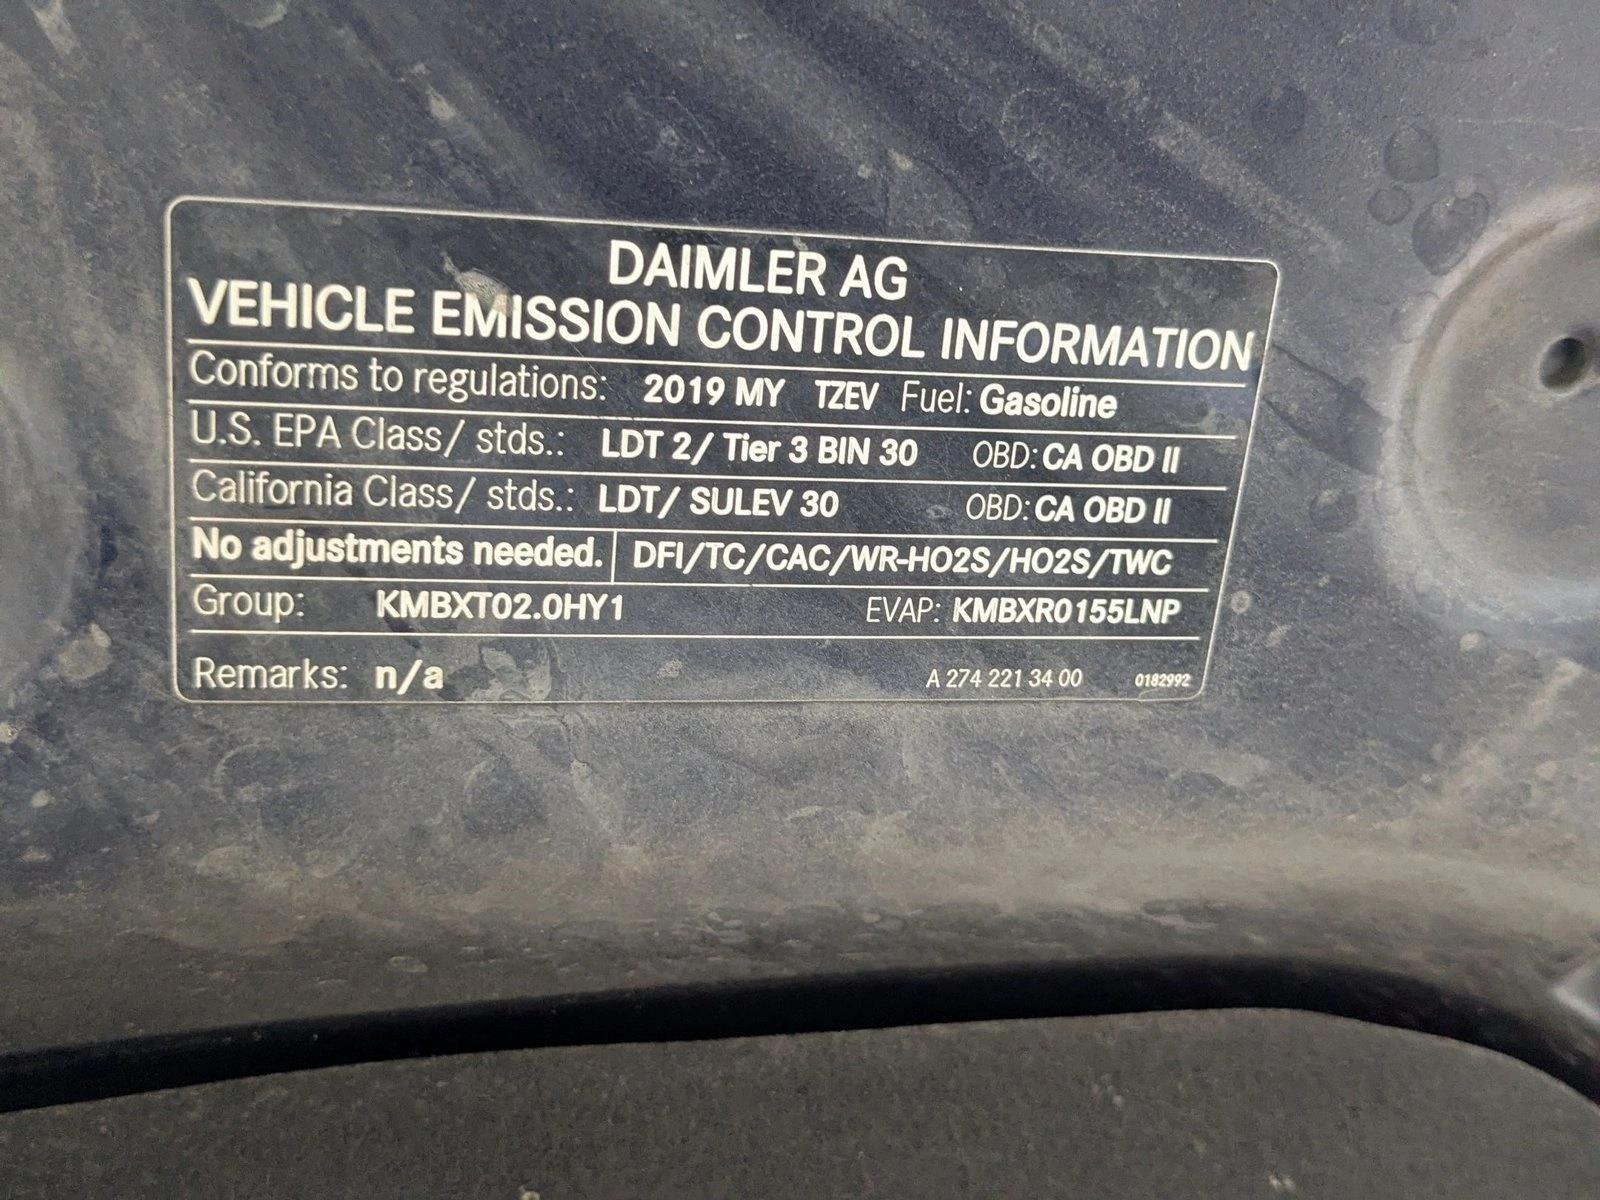 DAIMLER AG
VEHICLE EMISSION CONTROL INFORMATION
Conforms to regulations: 2019 MY TZEV Fuel: Gasoline
U.S. EPA Class/ stds.: LDT 2/ Tier 3 BIN 30 OBD: CA OBD II
California Class/ stds.: LDT/ SULEV 30 OBD: CA OBD II
No adjustments needed. DFI/TC/CAC/WR-HO2S/HO2S/TWC
Group: KMBXT02.0HY1 EVAP: KMBXR0155LNP
Remarks: n/a A 274 221 34 00 0182992